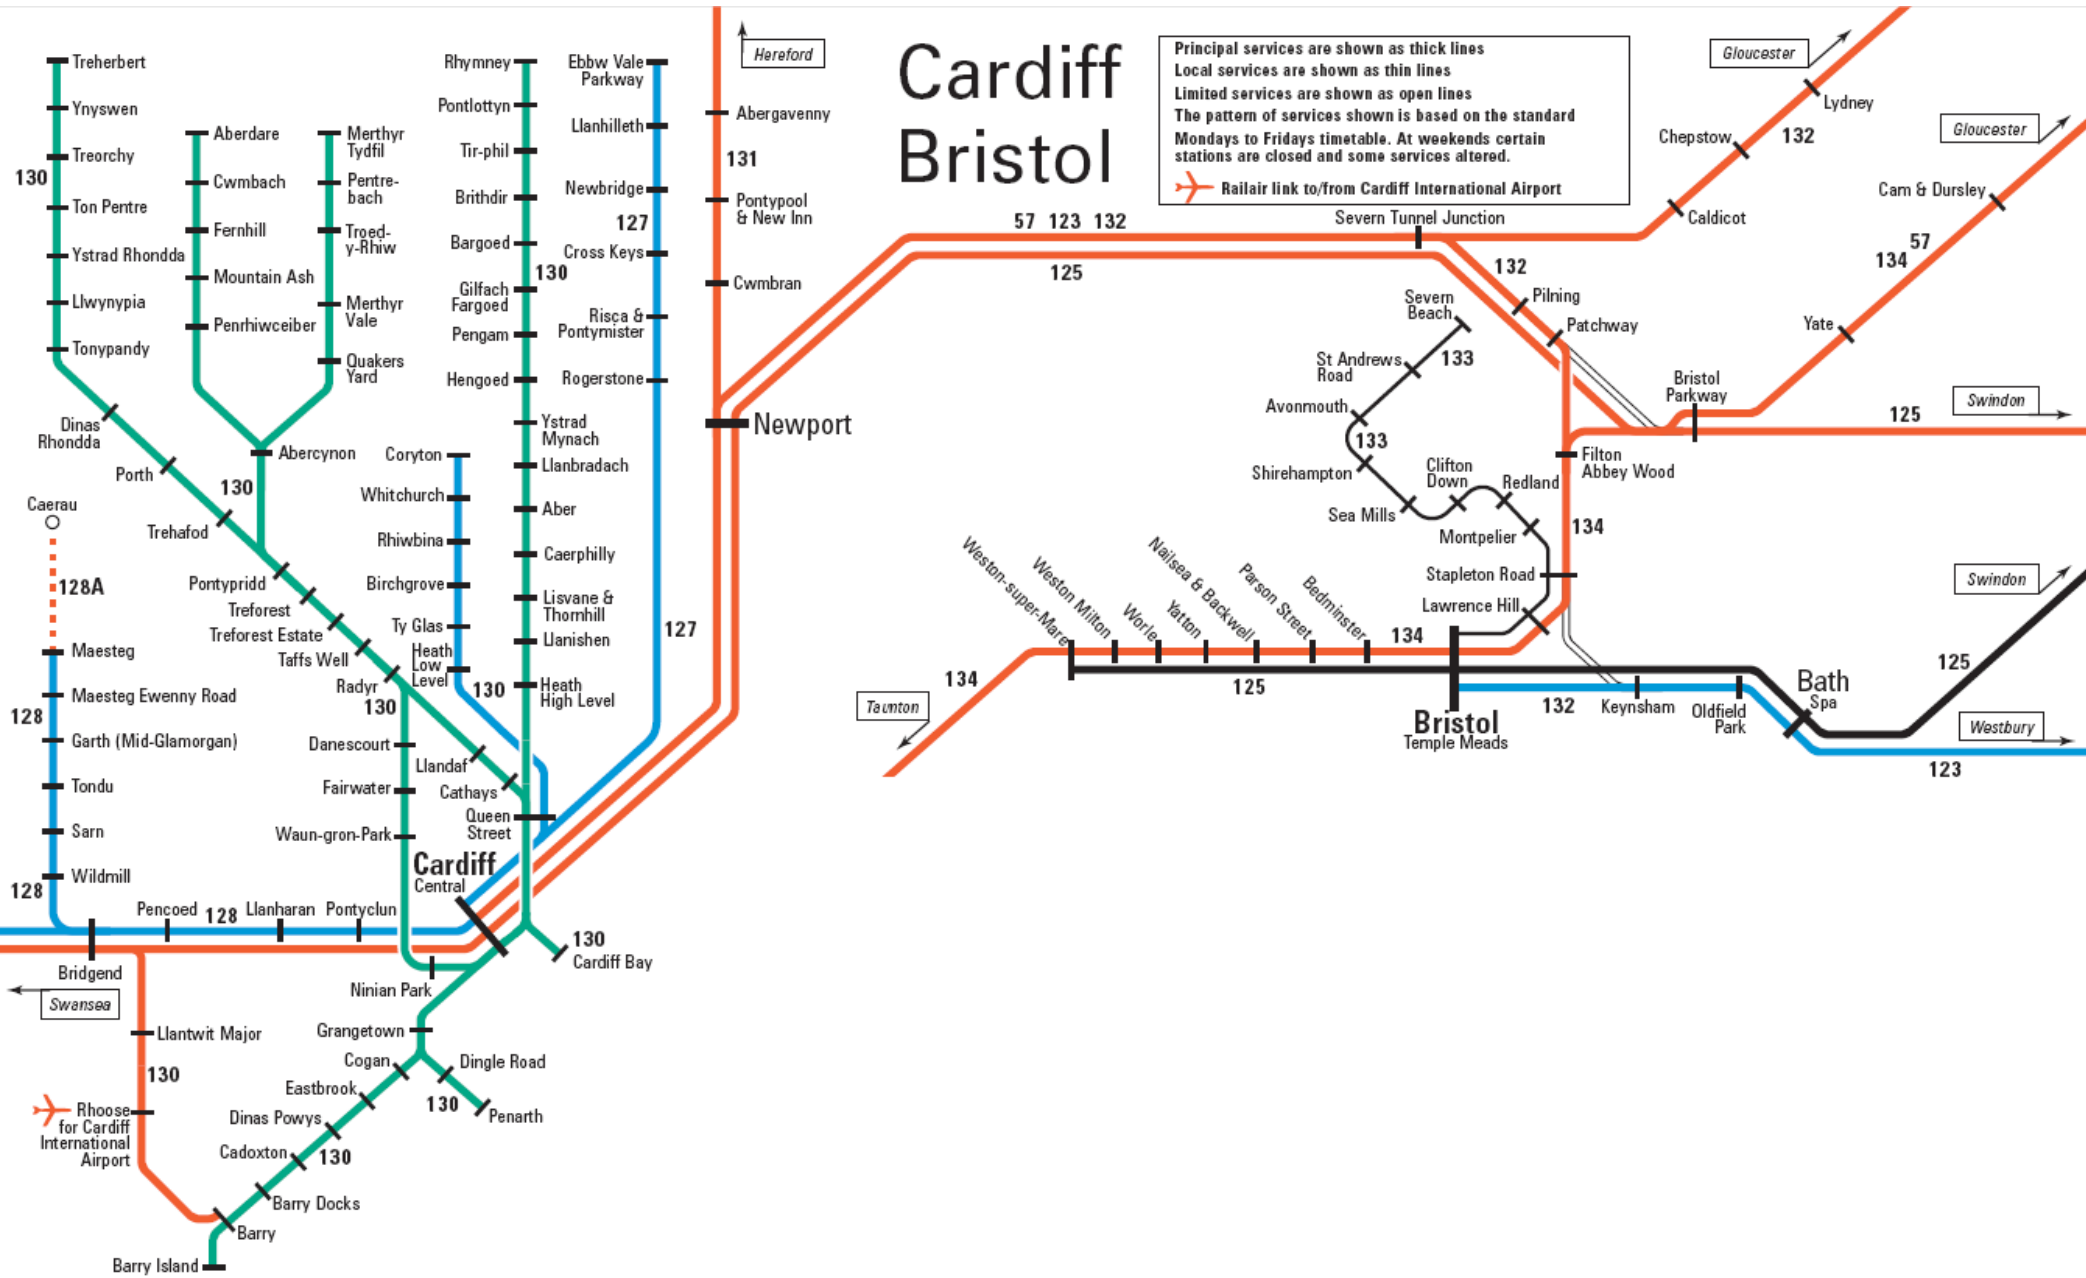 Cardiff
Bristol
Principal services are shown as thick lines
Local services are shown as thin lines
Limited services are shown as open lines
The pattern of services shown is based on the standard
Mondays to Fridays timetable. At weekends certain
stations are closed and some services altered.
Railair link to/from Cardiff International Airport
Treherbert
Ynyswen
Treorchy
130
Ton Pentre
Ystrad Rhondda
Llwynypia
Tonypandy
Dinas
Rhondda
Porth
Trehafod
Pontypridd
Treforest
Treforest Estate
Taffs Well
Radyr
130
Llandaf
Cathays
Queen
Street
Aberdare
Cwmbach
Fernhill
Mountain Ash
Penrhiwceiber
Merthyr
Tydfil
Pentre-
bach
Troed-
y-Rhiw
Merthyr
Vale
Quakers
Yard
Abercynon
130
Rhymney
Pontlottyn
Tir-phil
Brithdir
Bargoed
130
Gilfach
Fargoed
Pengam
Hengoed
Ystrad
Mynach
Llanbradach
Aber
Caerphilly
Lisvane &
Thornhill
Llanishen
Heath
High Level
Coryton
Whitchurch
Rhiwbina
Birchgrove
Ty Glas
Heath
Low
Level
130
Ebbw Vale
Parkway
Llanhilleth
Newbridge
127
Cross Keys
Risca &
Pontymister
Rogerstone
127
Hereford
Abergavenny
131
Pontypool
& New Inn
Cwmbran
Newport
57 123 132
125
Severn Tunnel Junction
Caldicot
Chepstow
132
Lydney
Gloucester
Gloucester
Cam & Dursley
57
134
Yate
132
Pilning
Patchway
Bristol
Parkway
125
Swindon
Filton
Abbey Wood
134
Severn
Beach
133
St Andrews
Road
Avonmouth
133
Shirehampton
Sea Mills
Clifton
Down
Redland
Montpelier
Stapleton Road
Lawrence Hill
Weston-super-Mare
Weston Milton
Worle
Yatton
Nailsea & Backwell
Parson Street
Bedminster
134
134
Taunton
125
Bristol
Temple Meads
132
Keynsham
Oldfield
Park
Bath
Spa
125
Swindon
Westbury
123
Caerau
128A
Maesteg
Maesteg Ewenny Road
128
Garth (Mid-Glamorgan)
Tondu
Sarn
Wildmill
128
Pencoed
128
Llanharan
Pontyclun
Bridgend
Swansea
Danescourt
Fairwater
Waun-gron-Park
Cardiff
Central
130
Cardiff Bay
Ninian Park
Grangetown
Cogan
Dingle Road
Eastbrook
130
Penarth
Dinas Powys
Cadoxton
130
Barry Docks
Barry
Barry Island
Llantwit Major
130
Rhoose
for Cardiff
International
Airport